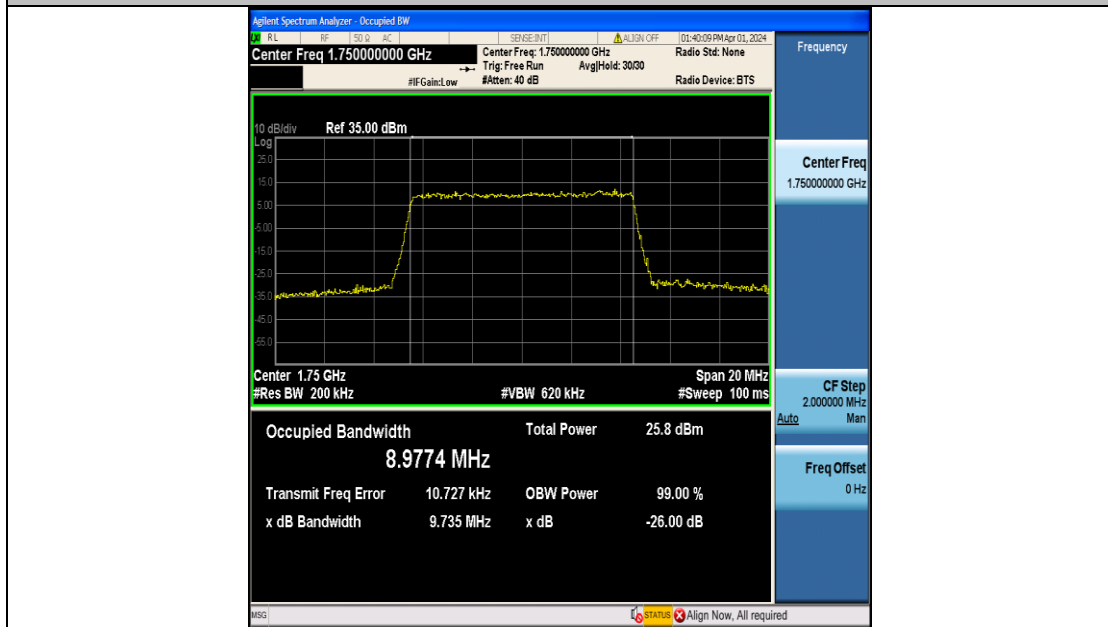 Agilent Spectrum Analyzer - Occupied BW
RL RF 50 Ω AC SENSE:INT ALIGN OFF 01:40:09 PM Apr 01, 2024
Center Freq 1.750000000 GHz
Center Freq: 1.750000000 GHz
Radio Std: None
Trig: Free Run Avg|Hold: 30/30
#IFGain:Low #Atten: 40 dB Radio Device: BTS
10 dB/div Ref 35.00 dBm
Log
25.0
15.0
5.00
-5.00
-15.0
-25.0
-35.0
-45.0
-55.0
Center 1.75 GHz Span 20 MHz
#Res BW 200 kHz #VBW 620 kHz #Sweep 100 ms
Occupied Bandwidth Total Power 25.8 dBm
8.9774 MHz
Transmit Freq Error 10.727 kHz OBW Power 99.00 %
x dB Bandwidth 9.735 MHz x dB -26.00 dB
MSG STATUS Align Now, All required
Frequency
Center Freq
1.750000000 GHz
CF Step
2.000000 MHz
Auto Man
Freq Offset
0 Hz